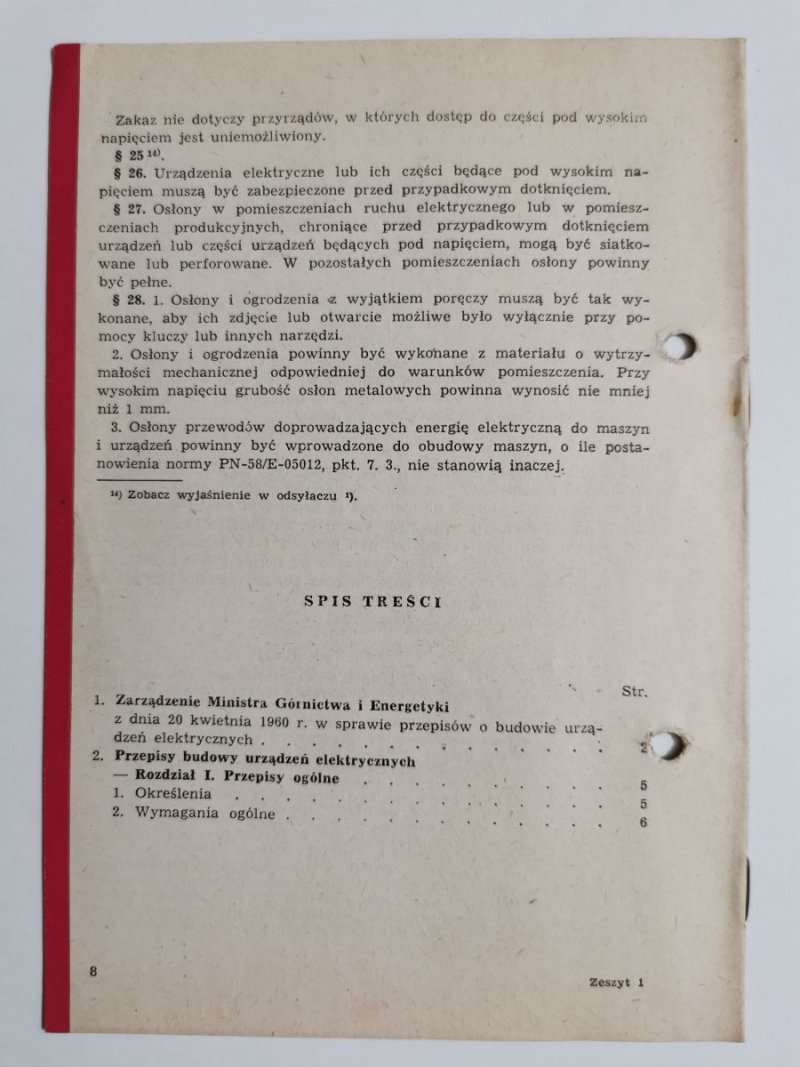 Zakaz nie dotyczy przyrządów, w których dostęp do części pod wysokim
napięciem jest uniemożliwiony.
§ 25 ¹⁴⁾.
§ 26. Urządzenia elektryczne lub ich części będące pod wysokim na-
pięciem muszą być zabezpieczone przed przypadkowym dotknięciem.
§ 27. Osłony w pomieszczeniach ruchu elektrycznego lub w pomiesz-
czeniach produkcyjnych, chroniące przed przypadkowym dotknięciem
urządzeń lub części urządzeń będących pod napięciem, mogą być siatko-
wane lub perforowane. W pozostałych pomieszczeniach osłony powinny
być pełne.
§ 28. 1. Osłony i ogrodzenia z wyjątkiem poręczy muszą być tak wy-
konane, aby ich zdjęcie lub otwarcie możliwe było wyłącznie przy po-
mocy kluczy lub innych narzędzi.
2. Osłony i ogrodzenia powinny być wykonane z materiału o wytrzy-
małości mechanicznej odpowiedniej do warunków pomieszczenia. Przy
wysokim napięciu grubość osłon metalowych powinna wynosić nie mniej
niż 1 mm.
3. Osłony przewodów doprowadzających energię elektryczną do maszyn
i urządzeń powinny być wprowadzone do obudowy maszyn, o ile posta-
nowienia normy PN-58/E-05012, pkt. 7. 3., nie stanowią inaczej.
¹⁴) Zobacz wyjaśnienie w odsyłaczu ¹).
SPIS TREŚCI
Str.
1. Zarządzenie Ministra Górnictwa i Energetyki
z dnia 20 kwietnia 1960 r. w sprawie przepisów o budowie urzą-
dzeń elektrycznych . . . . . . . . . . . . . . 2
2. Przepisy budowy urządzeń elektrycznych
— Rozdział I. Przepisy ogólne . . . . . . . . . . 5
1. Określenia . . . . . . . . . . . . . . . 5
2. Wymagania ogólne . . . . . . . . . . . . . 6
8
Zeszyt 1